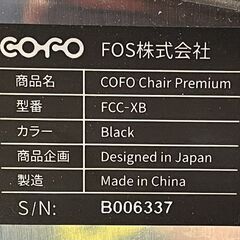 COFO FOS株式会社
商品名 COFO Chair Premium
型番 FCC-XB
カラー Black
商品企画 Designed in Japan
製造 Made in China
S/N: B006337